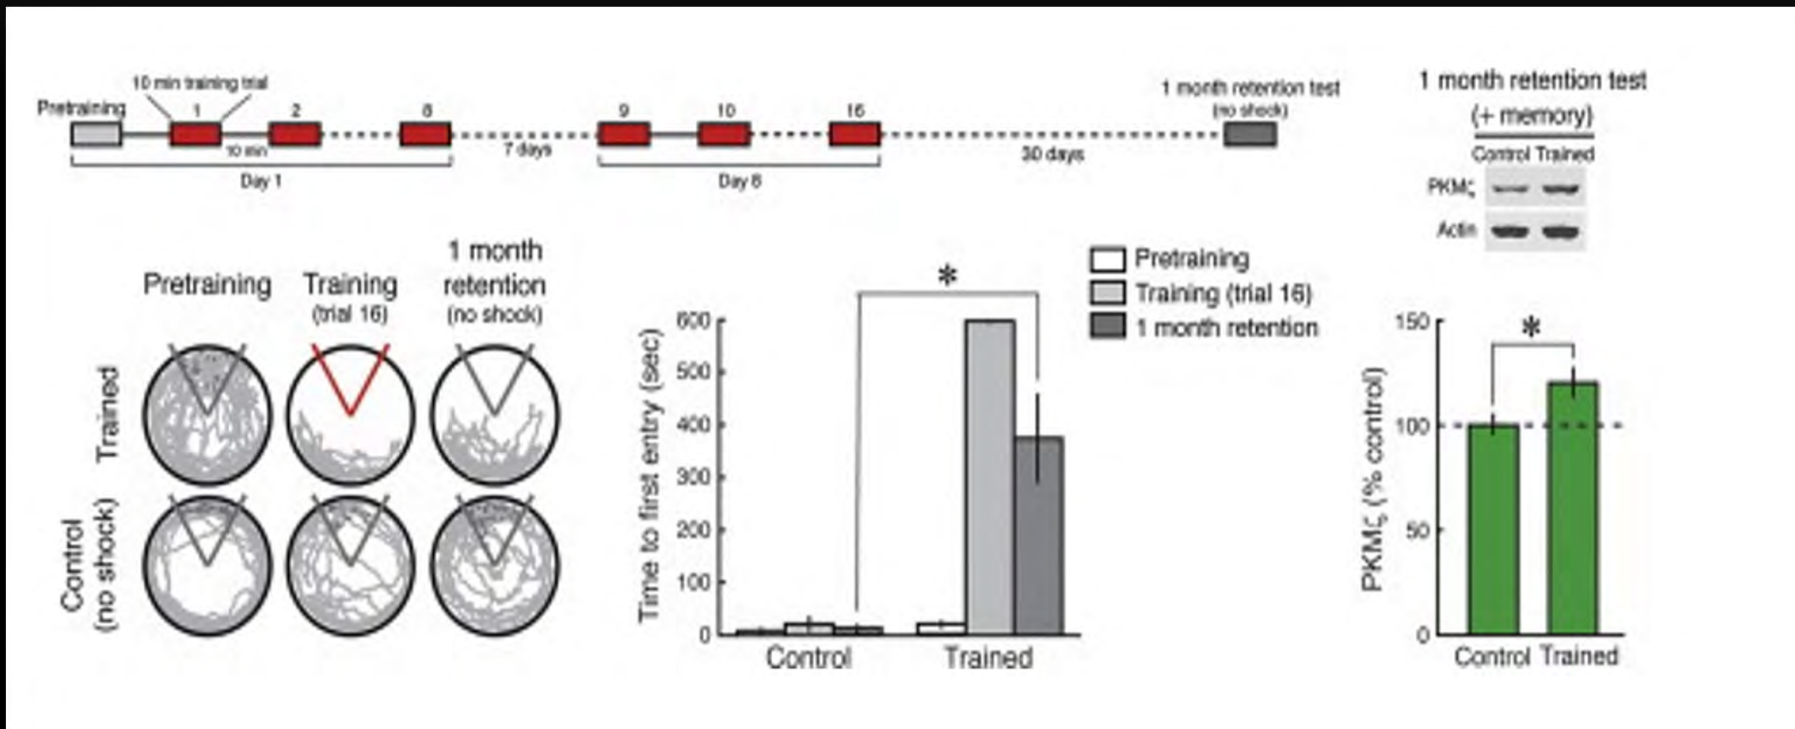 10 min training trial
Pretraining
1
2
8
9
10
16
1 month retention test
(no shock)
10 min
7 days
30 days
Day 1
Day 8
1 month retention test
(+ memory)
Control Trained
PKMζ
Actin
Pretraining
Training
(trial 16)
1 month
retention
(no shock)
Trained
Control
(no shock)
Time to first entry (sec)
600
500
400
300
200
100
0
*
Control
Trained
Pretraining
Training (trial 16)
1 month retention
PKMζ (% control)
150
100
50
0
*
Control Trained